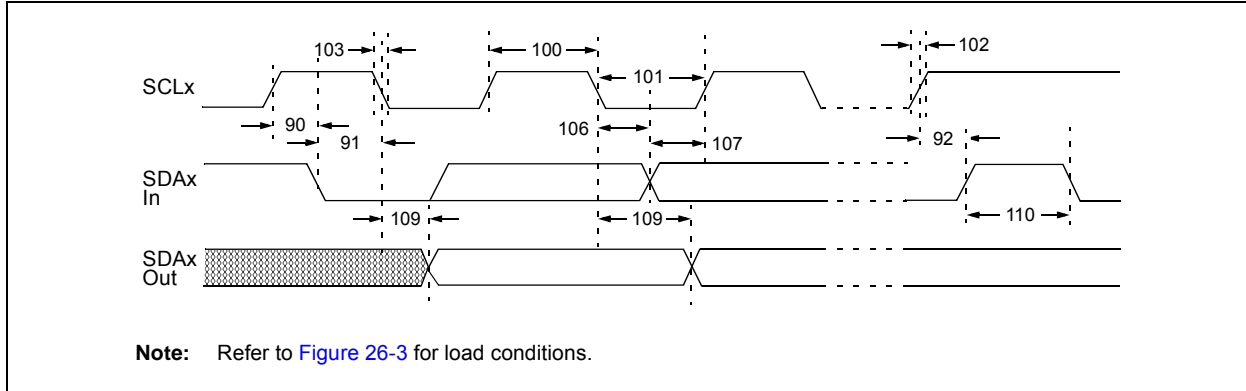 103
100
102
SCLx
101
90
91
106
107
92
SDAx
In
109
109
110
SDAx
Out
Note: Refer to Figure 26-3 for load conditions.